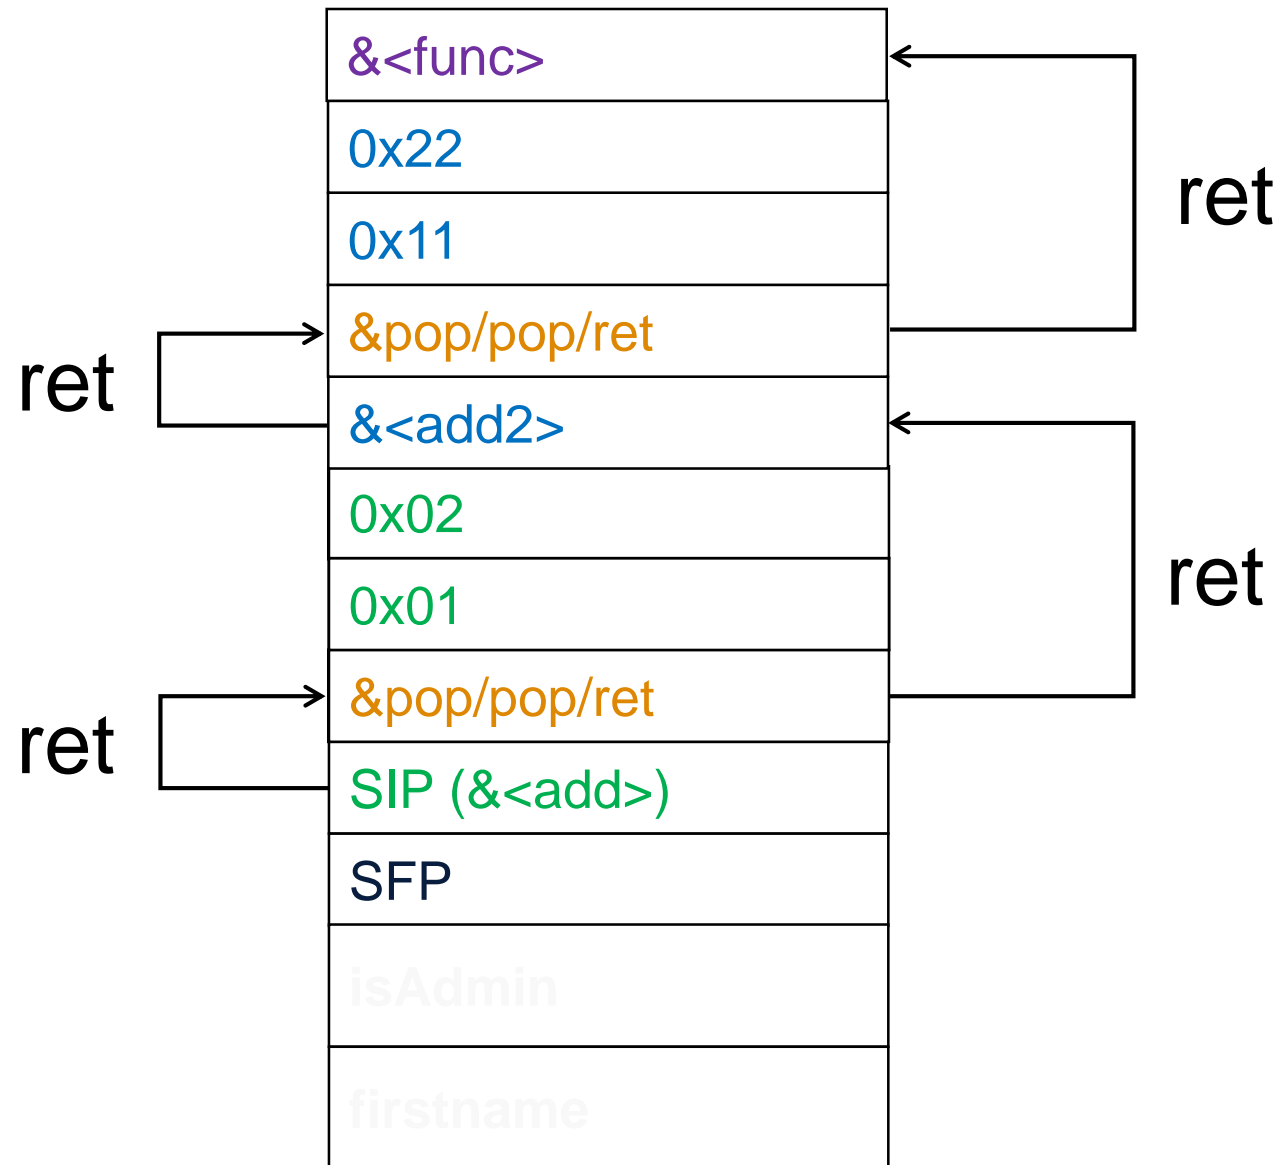 &<func>
0x22
ret
0x11
&pop/pop/ret
ret
&<add2>
0x02
ret
0x01
&pop/pop/ret
ret
SIP (&<add>)
SFP
isAdmin
firstname